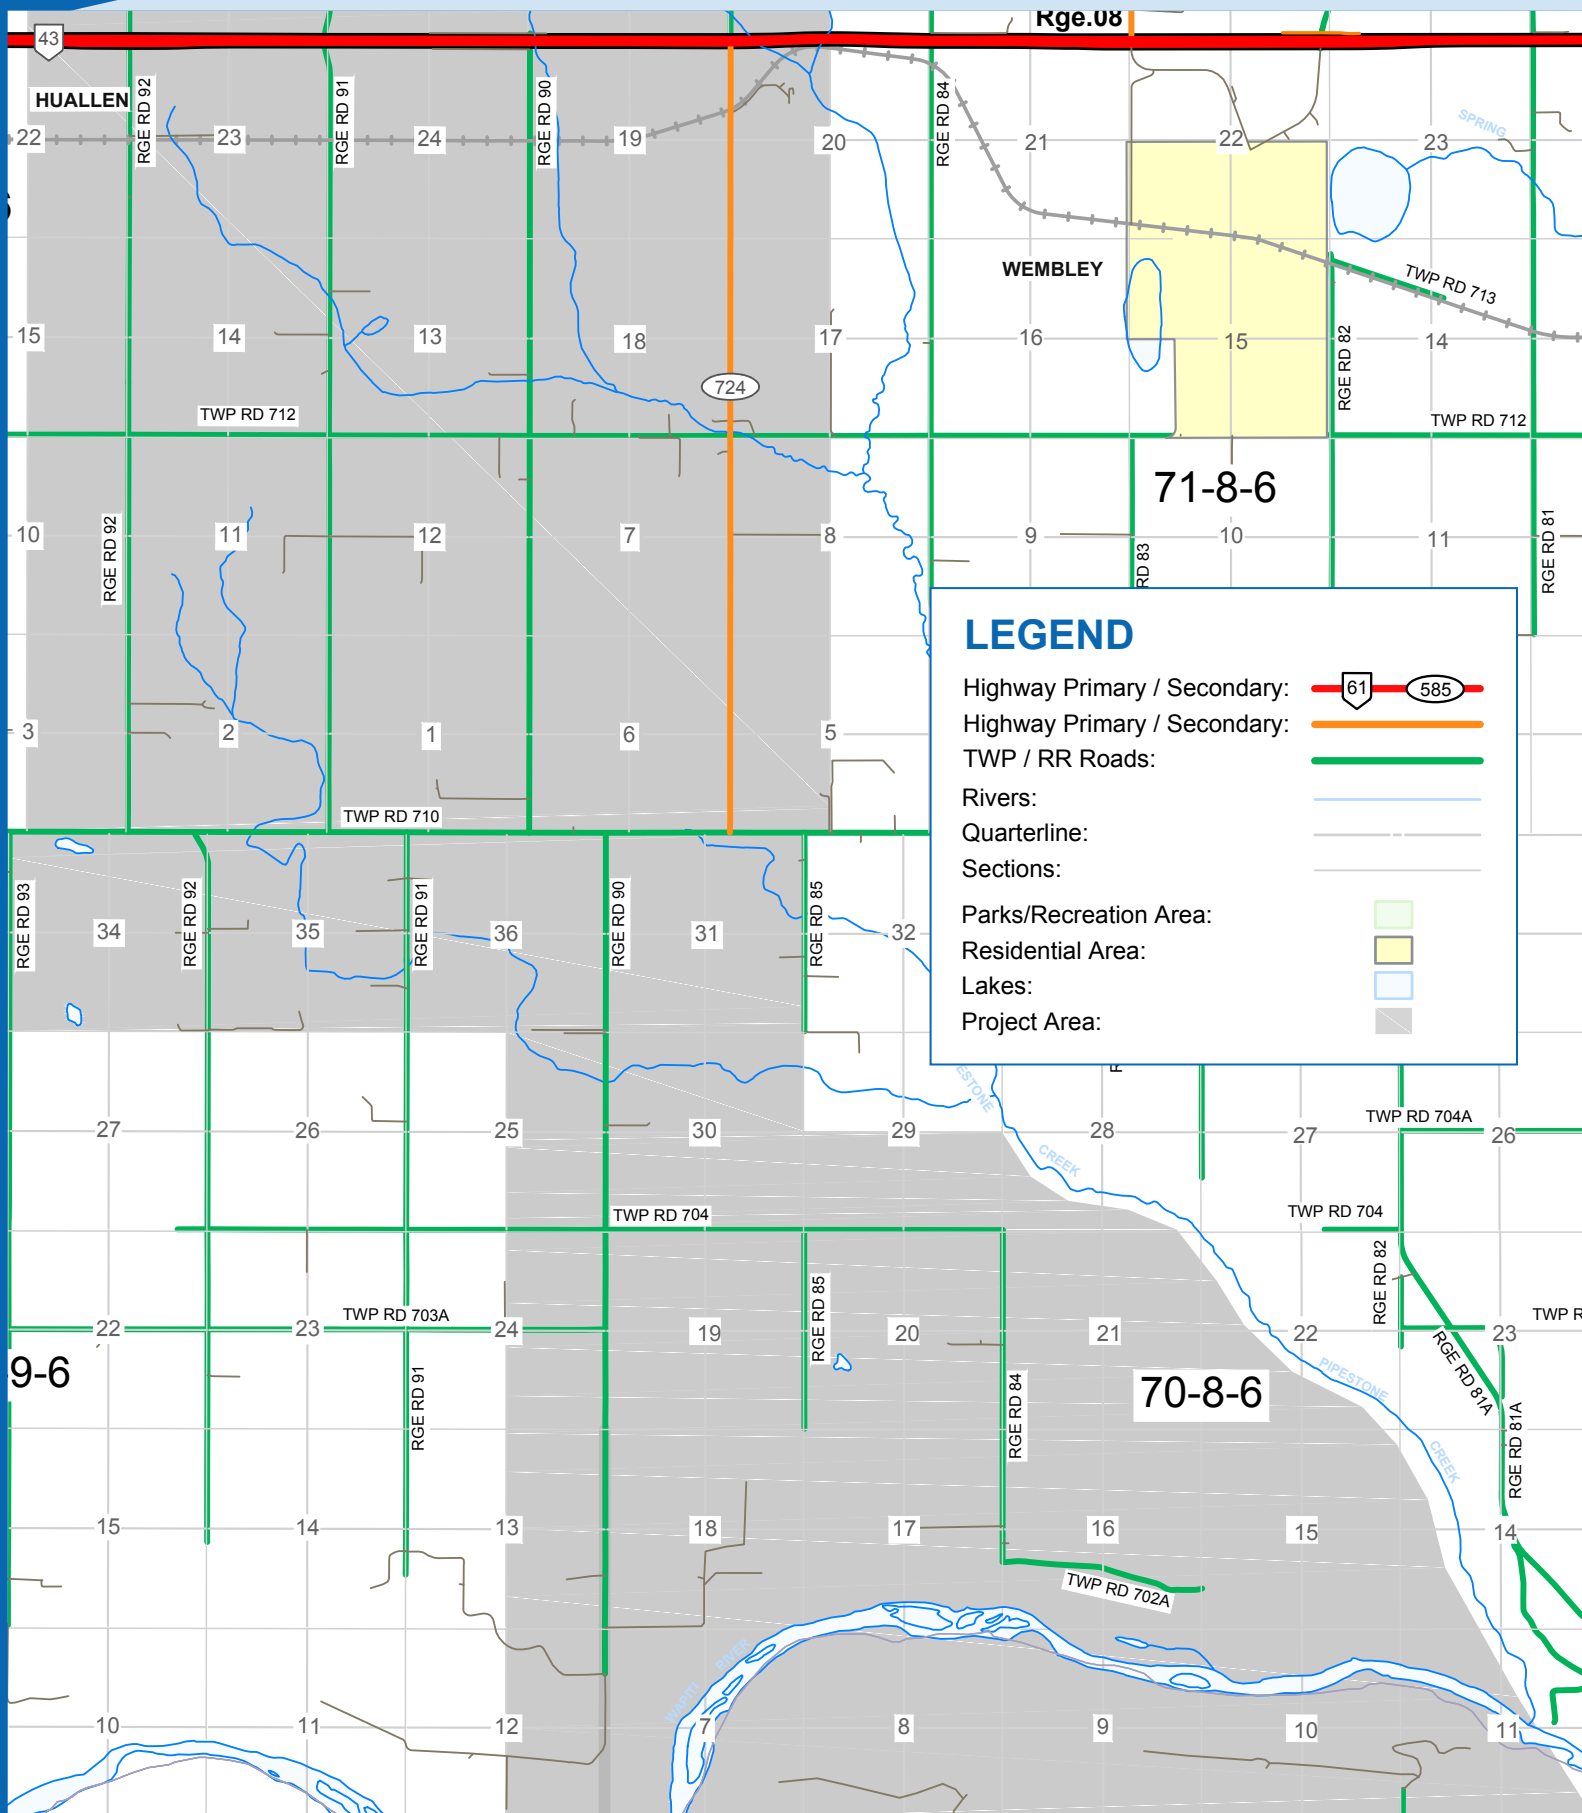 Rge.08
43
HUALLEN
RGE RD 92
RGE RD 91
RGE RD 90
RGE RD 84
SPRING
22
23
24
19
20
21
22
23
WEMBLEY
TWP RD 713
15
14
13
18
17
16
15
14
RGE RD 82
724
TWP RD 712
TWP RD 712
71-8-6
10
11
12
7
8
9
10
11
RGE RD 92
RD 83
RGE RD 81
3
2
1
6
5
TWP RD 710
LEGEND
Highway Primary / Secondary:
61
585
Highway Primary / Secondary:
TWP / RR Roads:
Rivers:
Quarterline:
Sections:
Parks/Recreation Area:
Residential Area:
Lakes:
Project Area:
RGE RD 93
RGE RD 92
RGE RD 91
RGE RD 90
RGE RD 85
34
35
36
31
32
ESTONE
CREEK
27
26
25
30
29
28
27
26
TWP RD 704A
TWP RD 704
TWP RD 704
RGE RD 82
RGE RD 85
TWP RD 703A
TWP R
22
23
24
19
20
21
22
23
9-6
RGE RD 91
RGE RD 84
70-8-6
PIPESTONE
CREEK
RGE RD 81A
RGE RD 81A
15
14
13
18
17
16
15
14
TWP RD 702A
WAPITI
RIVER
10
11
12
7
8
9
10
11